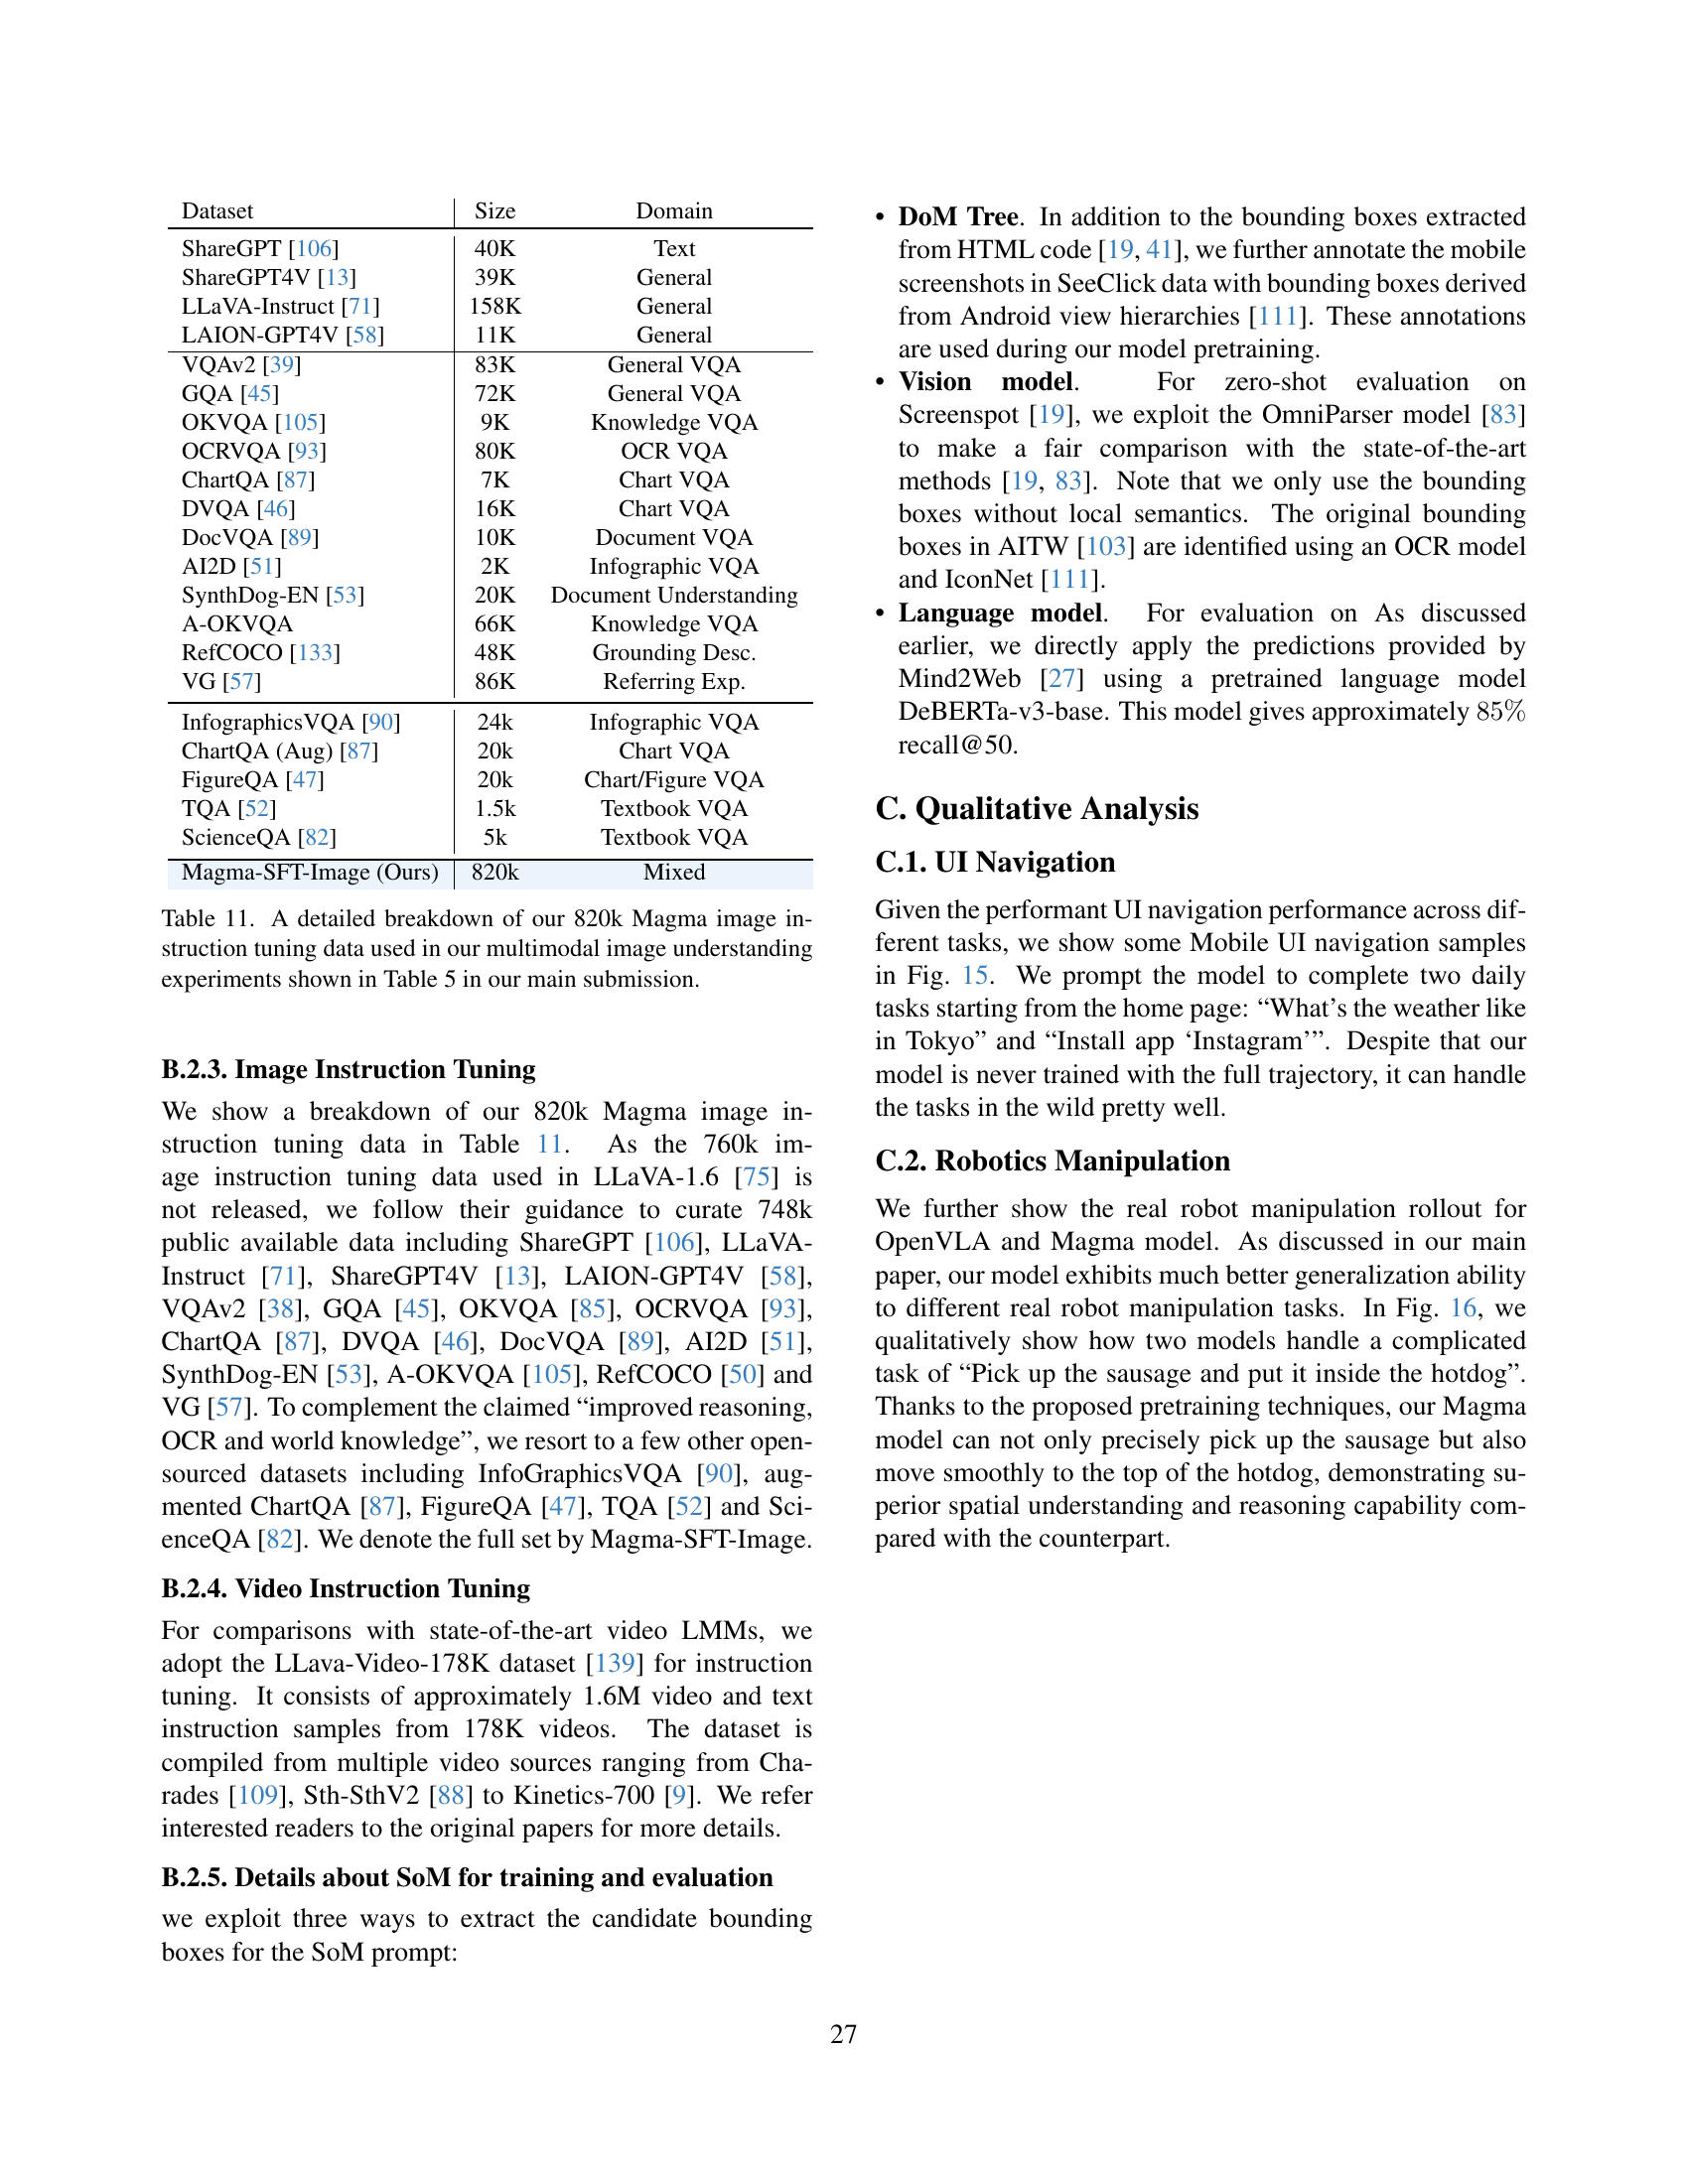 Dataset Size Domain
ShareGPT [106] 40K Text
ShareGPT4V [13] 39K General
LLaVA-Instruct [71] 158K General
LAION-GPT4V [58] 11K General
VQAv2 [39] 83K General VQA
GQA [45] 72K General VQA
OKVQA [105] 9K Knowledge VQA
OCRVQA [93] 80K OCR VQA
ChartQA [87] 7K Chart VQA
DVQA [46] 16K Chart VQA
DocVQA [89] 10K Document VQA
AI2D [51] 2K Infographic VQA
SynthDog-EN [53] 20K Document Understanding
A-OKVQA 66K Knowledge VQA
RefCOCO [133] 48K Grounding Desc.
VG [57] 86K Referring Exp.
InfographicsVQA [90] 24k Infographic VQA
ChartQA (Aug) [87] 20k Chart VQA
FigureQA [47] 20k Chart/Figure VQA
TQA [52] 1.5k Textbook VQA
ScienceQA [82] 5k Textbook VQA
Magma-SFT-Image (Ours) 820k Mixed
Table 11. A detailed breakdown of our 820k Magma image in-
struction tuning data used in our multimodal image understanding
experiments shown in Table 5 in our main submission.
B.2.3. Image Instruction Tuning
We show a breakdown of our 820k Magma image in-
struction tuning data in Table 11. As the 760k im-
age instruction tuning data used in LLaVA-1.6 [75] is
not released, we follow their guidance to curate 748k
public available data including ShareGPT [106], LLaVA-
Instruct [71], ShareGPT4V [13], LAION-GPT4V [58],
VQAv2 [38], GQA [45], OKVQA [85], OCRVQA [93],
ChartQA [87], DVQA [46], DocVQA [89], AI2D [51],
SynthDog-EN [53], A-OKVQA [105], RefCOCO [50] and
VG [57]. To complement the claimed “improved reasoning,
OCR and world knowledge”, we resort to a few other open-
sourced datasets including InfoGraphicsVQA [90], aug-
mented ChartQA [87], FigureQA [47], TQA [52] and Sci-
enceQA [82]. We denote the full set by Magma-SFT-Image.
B.2.4. Video Instruction Tuning
For comparisons with state-of-the-art video LMMs, we
adopt the LLava-Video-178K dataset [139] for instruction
tuning. It consists of approximately 1.6M video and text
instruction samples from 178K videos. The dataset is
compiled from multiple video sources ranging from Cha-
rades [109], Sth-SthV2 [88] to Kinetics-700 [9]. We refer
interested readers to the original papers for more details.
B.2.5. Details about SoM for training and evaluation
we exploit three ways to extract the candidate bounding
boxes for the SoM prompt:
• DoM Tree. In addition to the bounding boxes extracted
from HTML code [19, 41], we further annotate the mobile
screenshots in SeeClick data with bounding boxes derived
from Android view hierarchies [111]. These annotations
are used during our model pretraining.
• Vision model. For zero-shot evaluation on
Screenspot [19], we exploit the OmniParser model [83]
to make a fair comparison with the state-of-the-art
methods [19, 83]. Note that we only use the bounding
boxes without local semantics. The original bounding
boxes in AITW [103] are identified using an OCR model
and IconNet [111].
• Language model. For evaluation on As discussed
earlier, we directly apply the predictions provided by
Mind2Web [27] using a pretrained language model
DeBERTa-v3-base. This model gives approximately 85%
recall@50.
C. Qualitative Analysis
C.1. UI Navigation
Given the performant UI navigation performance across dif-
ferent tasks, we show some Mobile UI navigation samples
in Fig. 15. We prompt the model to complete two daily
tasks starting from the home page: “What’s the weather like
in Tokyo” and “Install app ‘Instagram’”. Despite that our
model is never trained with the full trajectory, it can handle
the tasks in the wild pretty well.
C.2. Robotics Manipulation
We further show the real robot manipulation rollout for
OpenVLA and Magma model. As discussed in our main
paper, our model exhibits much better generalization ability
to different real robot manipulation tasks. In Fig. 16, we
qualitatively show how two models handle a complicated
task of “Pick up the sausage and put it inside the hotdog”.
Thanks to the proposed pretraining techniques, our Magma
model can not only precisely pick up the sausage but also
move smoothly to the top of the hotdog, demonstrating su-
perior spatial understanding and reasoning capability com-
pared with the counterpart.
27